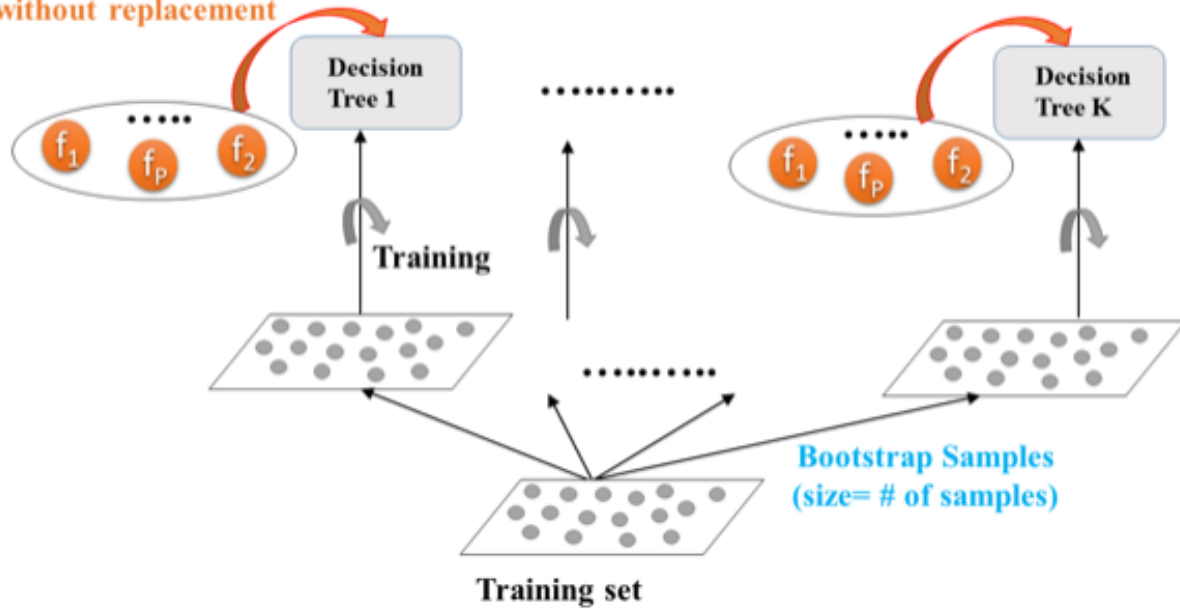 without replacement
Decision
Tree 1
Decision
Tree K
f1
fP
f2
f1
fP
f2
Training
Bootstrap Samples
(size= # of samples)
Training set